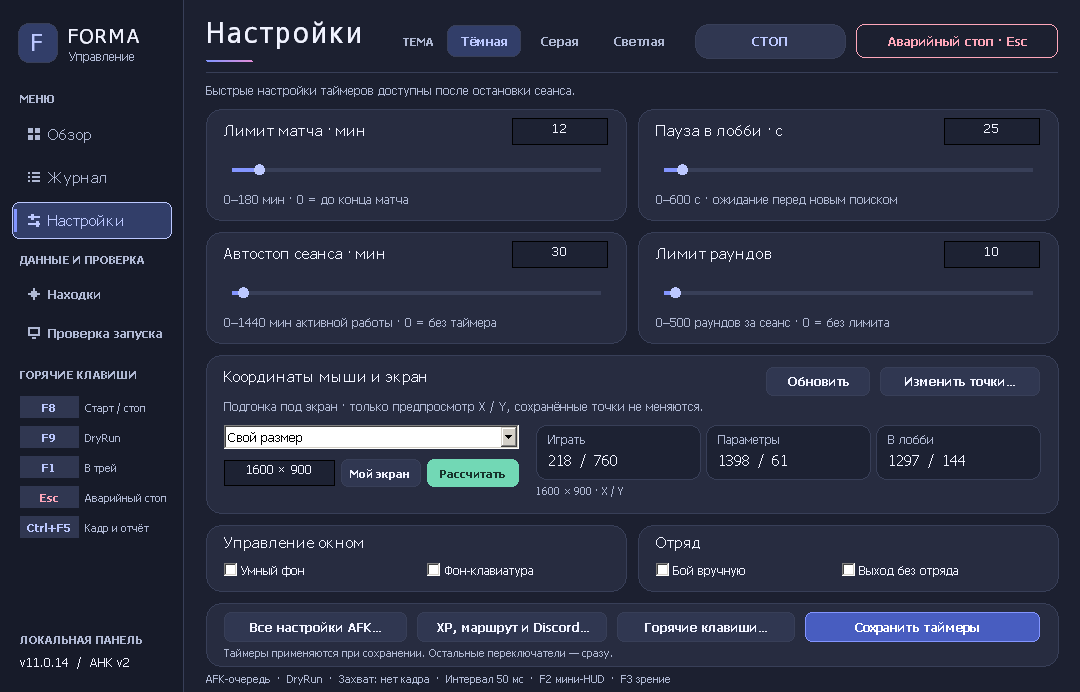 F
FORMA
Управление
МЕНЮ
Обзор
Журнал
Настройки
ДАННЫЕ И ПРОВЕРКА
Находки
Проверка запуска
ГОРЯЧИЕ КЛАВИШИ
F8 Старт / стоп
F9 DryRun
F1 В трей
Esc Аварийный стоп
Ctrl+F5 Кадр и отчёт
ЛОКАЛЬНАЯ ПАНЕЛЬ
v11.0.14 / AHK v2
Настройки
ТЕМА Тёмная Серая Светлая СТОП Аварийный стоп · Esc
Быстрые настройки таймеров доступны после остановки сеанса.
Лимит матча · мин 12
0–180 мин · 0 = до конца матча
Пауза в лобби · с 25
0–600 с · ожидание перед новым поиском
Автостоп сеанса · мин 30
0–1440 мин активной работы · 0 = без таймера
Лимит раундов 10
0–500 раундов за сеанс · 0 = без лимита
Координаты мыши и экран Обновить Изменить точки...
Подгонка под экран · только предпросмотр X / Y, сохранённые точки не меняются.
Свой размер
1600 × 900 Мой экран Рассчитать
Играть
218 / 760
Параметры
1398 / 61
В лобби
1297 / 144
1600 × 900 · X / Y
Управление окном
Умный фон Фон-клавиатура
Отряд
Бой вручную Выход без отряда
Все настройки AFK... XP, маршрут и Discord... Горячие клавиши... Сохранить таймеры
Таймеры применяются при сохранении. Остальные переключатели — сразу.
AFK-очередь · DryRun · Захват: нет кадра · Интервал 50 мс · F2 мини-HUD · F3 зрение